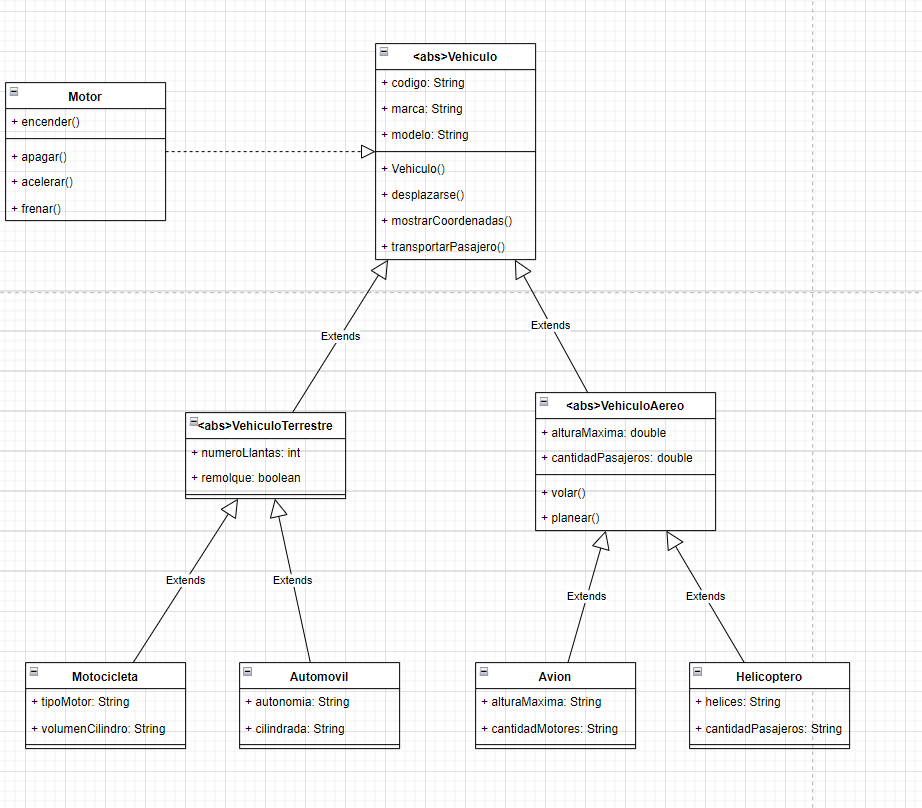 <abs>Vehiculo
+ codigo: String
+ marca: String
+ modelo: String
+ Vehiculo()
+ desplazarse()
+ mostrarCoordenadas()
+ transportarPasajero()
Motor
+ encender()
+ apagar()
+ acelerar()
+ frenar()
Extends
Extends
<abs>VehiculoTerrestre
+ numeroLlantas: int
+ remolque: boolean
<abs>VehiculoAereo
+ alturaMaxima: double
+ cantidadPasajeros: double
+ volar()
+ planear()
Extends
Extends
Extends
Extends
Motocicleta
+ tipoMotor: String
+ volumenCilindro: String
Automovil
+ autonomia: String
+ cilindrada: String
Avion
+ alturaMaxima: String
+ cantidadMotores: String
Helicoptero
+ helices: String
+ cantidadPasajeros: String